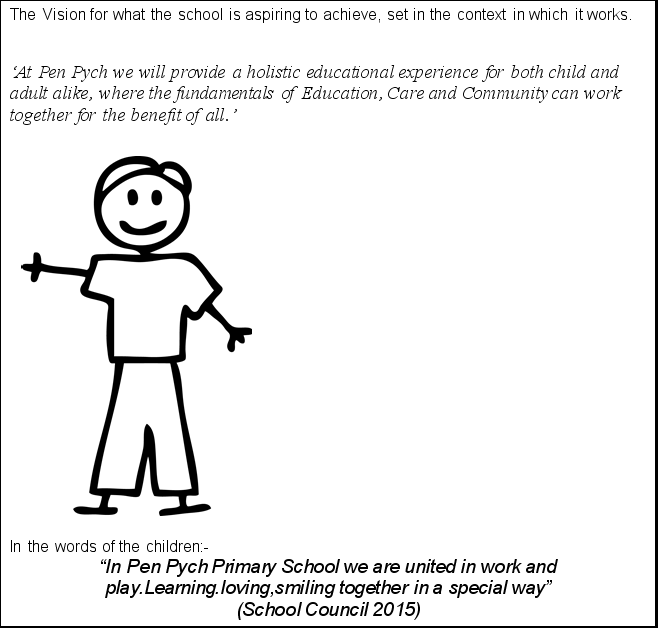 The Vision for what the school is aspiring to achieve, set in the context in which it works.
‘At Pen Pych we will provide a holistic educational experience for both child and
adult alike, where the fundamentals of Education, Care and Community can work
together for the benefit of all.’
In the words of the children:-
“In Pen Pych Primary School we are united in work and
play.Learning.loving,smiling together in a special way”
(School Council 2015)